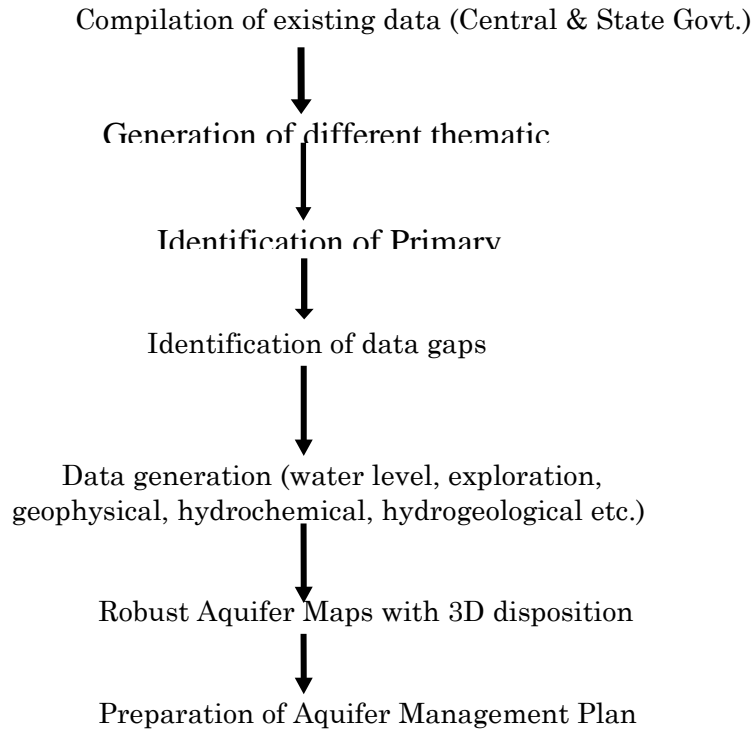 Compilation of existing data (Central & State Govt.)
Generation of different thematic
Identification of Primary
Identification of data gaps
Data generation (water level, exploration,
geophysical, hydrochemical, hydrogeological etc.)
Robust Aquifer Maps with 3D disposition
Preparation of Aquifer Management Plan